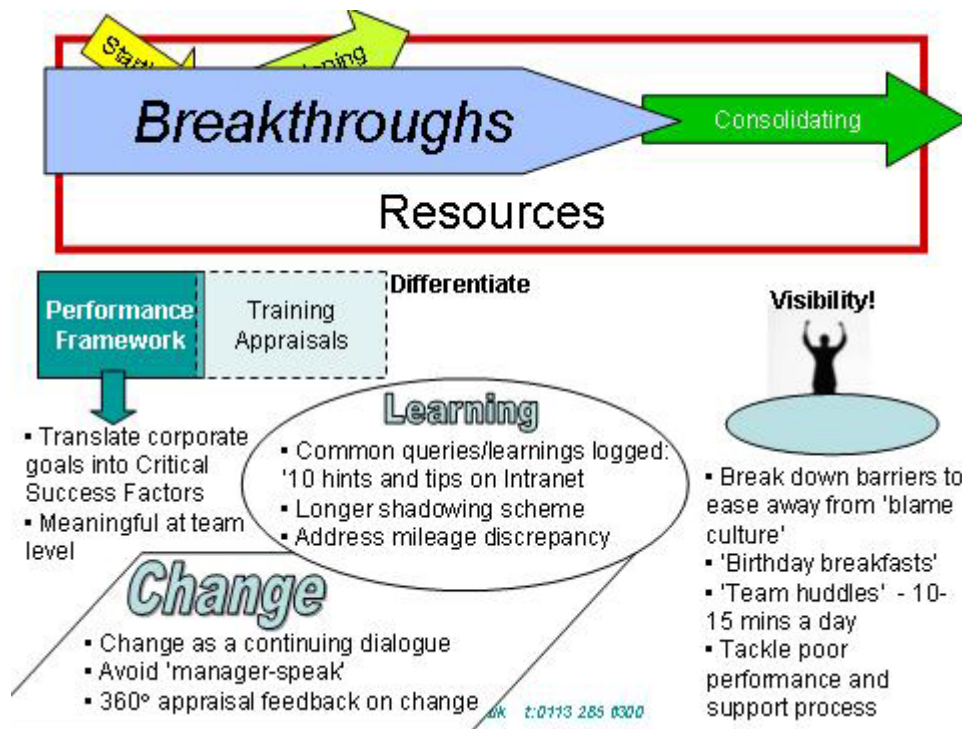 Breakthroughs
Consolidating
Resources
Performance
Framework
Training
Appraisals
Differentiate
Visibility!
▪ Translate corporate
goals into Critical
Success Factors
▪ Meaningful at team
level
Learning
▪ Common queries/learnings logged:
'10 hints and tips on Intranet
▪ Longer shadowing scheme
▪ Address mileage discrepancy
Change
▪ Change as a continuing dialogue
▪ Avoid 'manager-speak'
▪ 360º appraisal feedback on change
uk t:0113 285 6300
▪ Break down barriers to
ease away from 'blame
culture'
▪ 'Birthday breakfasts'
▪ 'Team huddles' - 10-
15 mins a day
▪ Tackle poor
performance and
support process